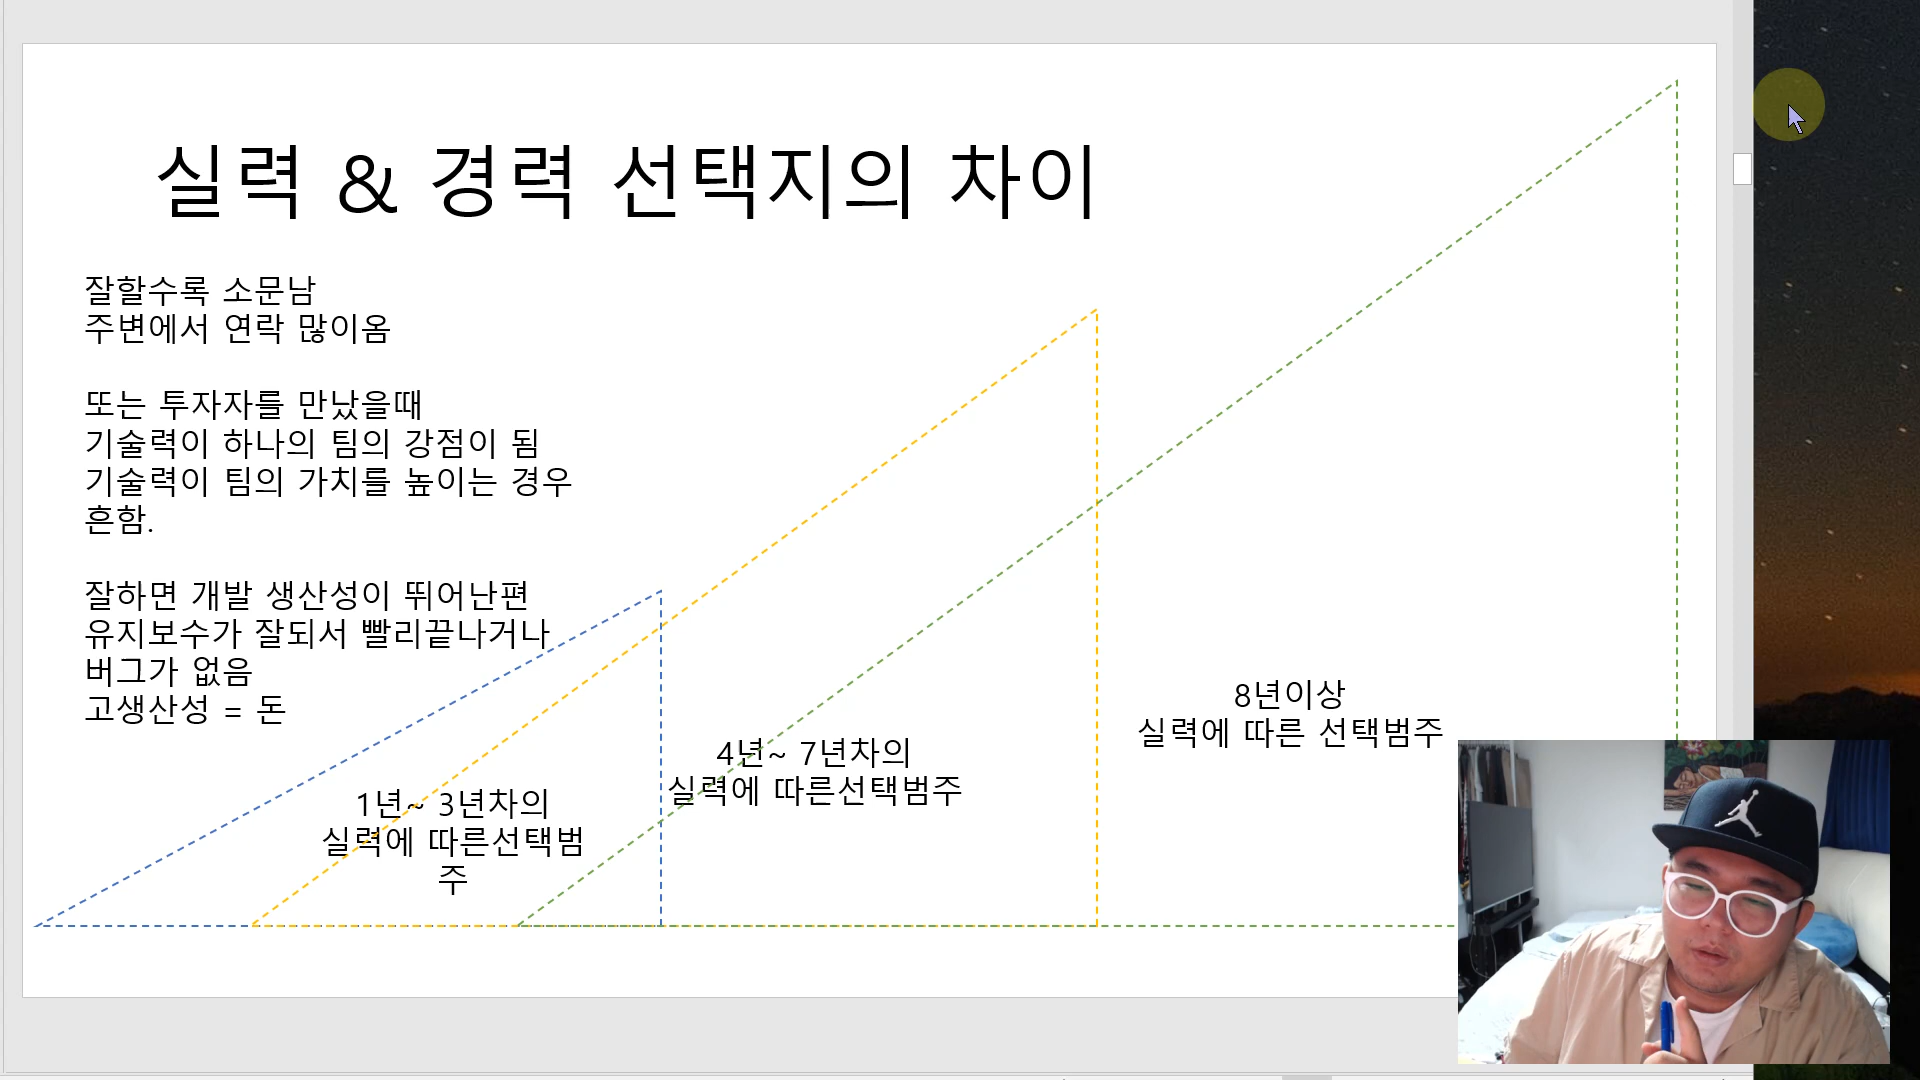 실력 & 경력 선택지의 차이
잘할수록 소문남
주변에서 연락 많이옴
또는 투자자를 만났을때
기술력이 하나의 팀의 강점이 됨
기술력이 팀의 가치를 높이는 경우
흔함.
잘하면 개발 생산성이 뛰어난편
유지보수가 잘되서 빨리끝나거나
버그가 없음
고생산성 = 돈
1년~ 3년차의
실력에 따른선택범
주
4년~ 7년차의
실력에 따른선택범주
8년이상
실력에 따른 선택범주